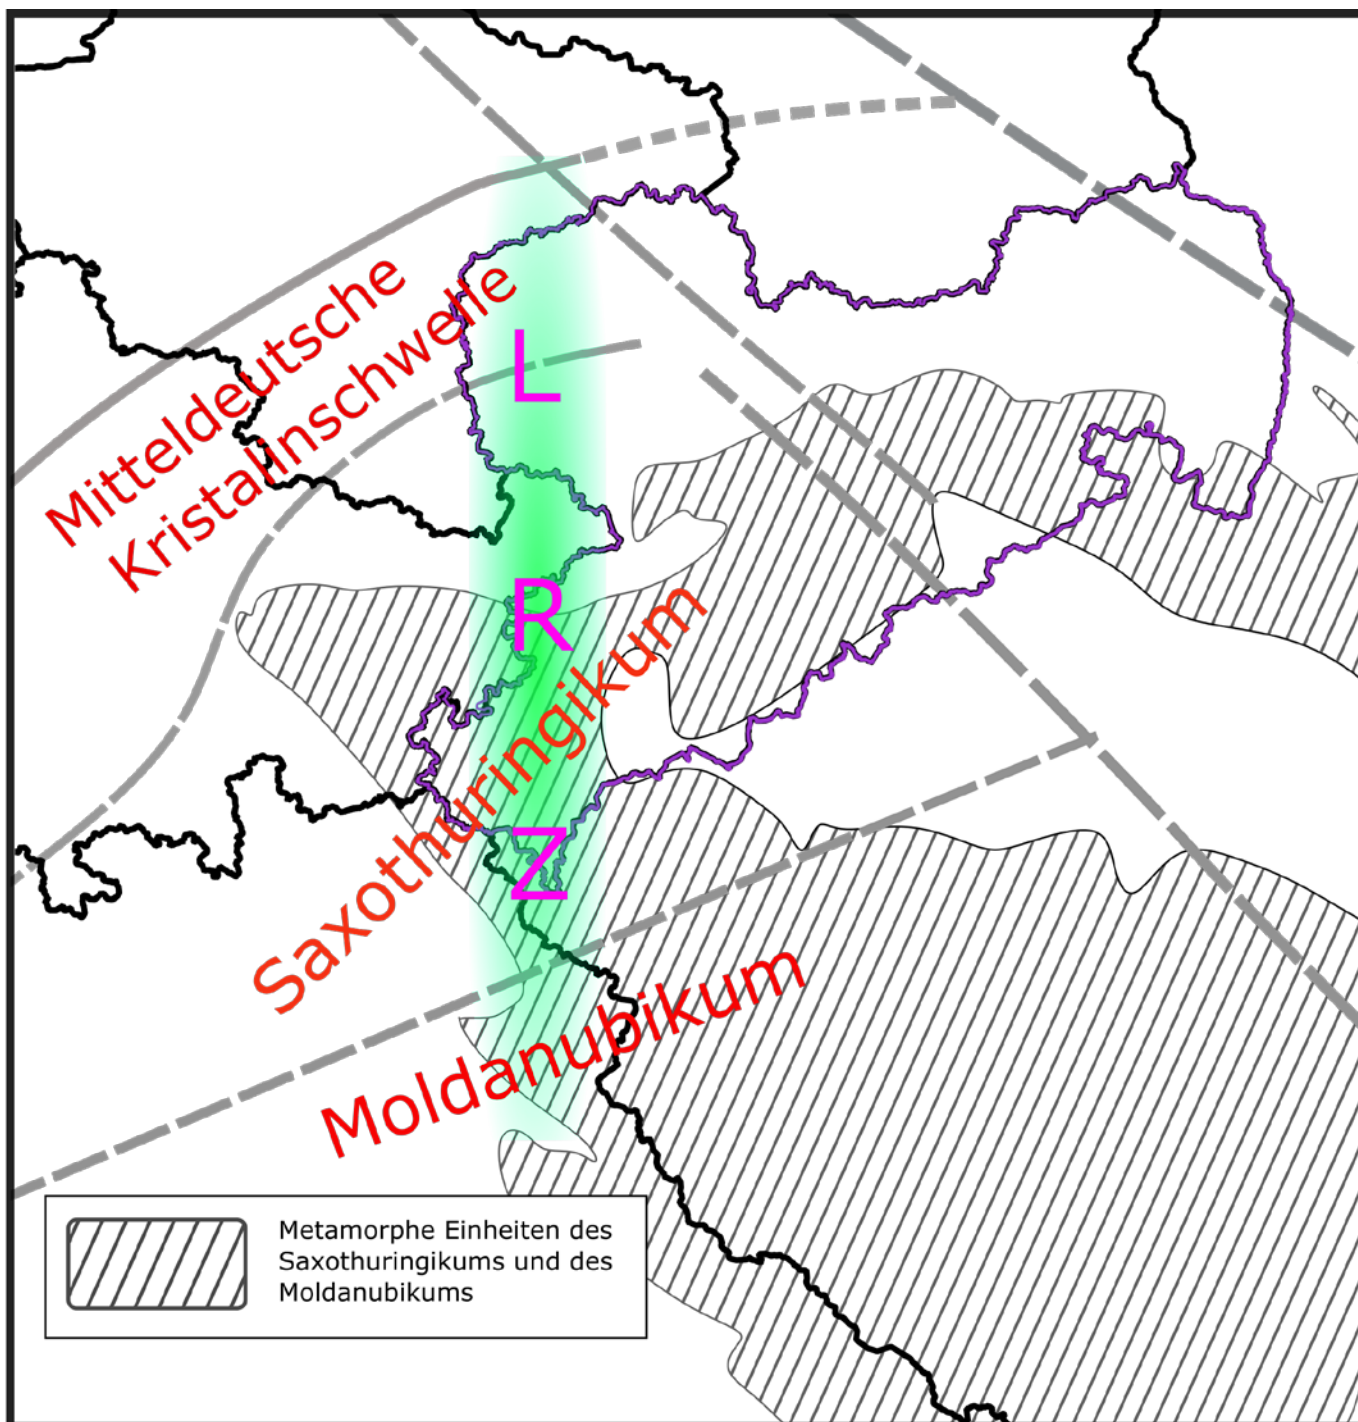 Mitteldeutsche
Kristallinschwelle
L
R
Z
Saxothuringikum
Moldanubikum
Metamorphe Einheiten des
Saxothuringikums und des
Moldanubikums